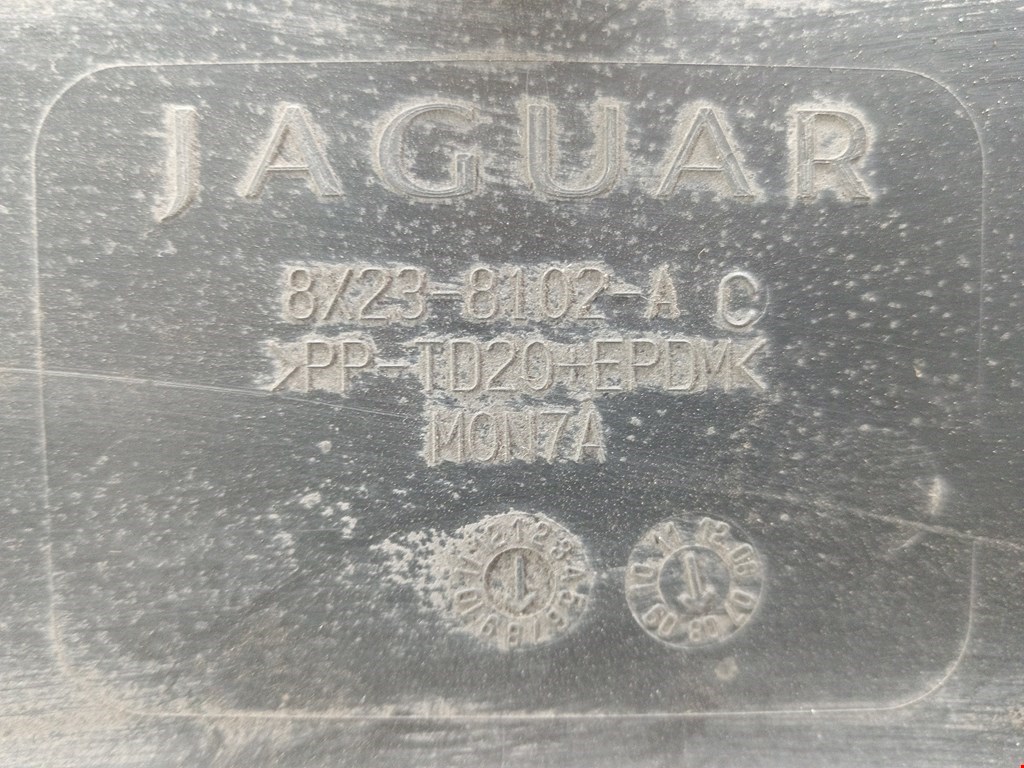 JAGUAR
8X23-8102-A C
>PP-TD20+EPDM<
MON7A